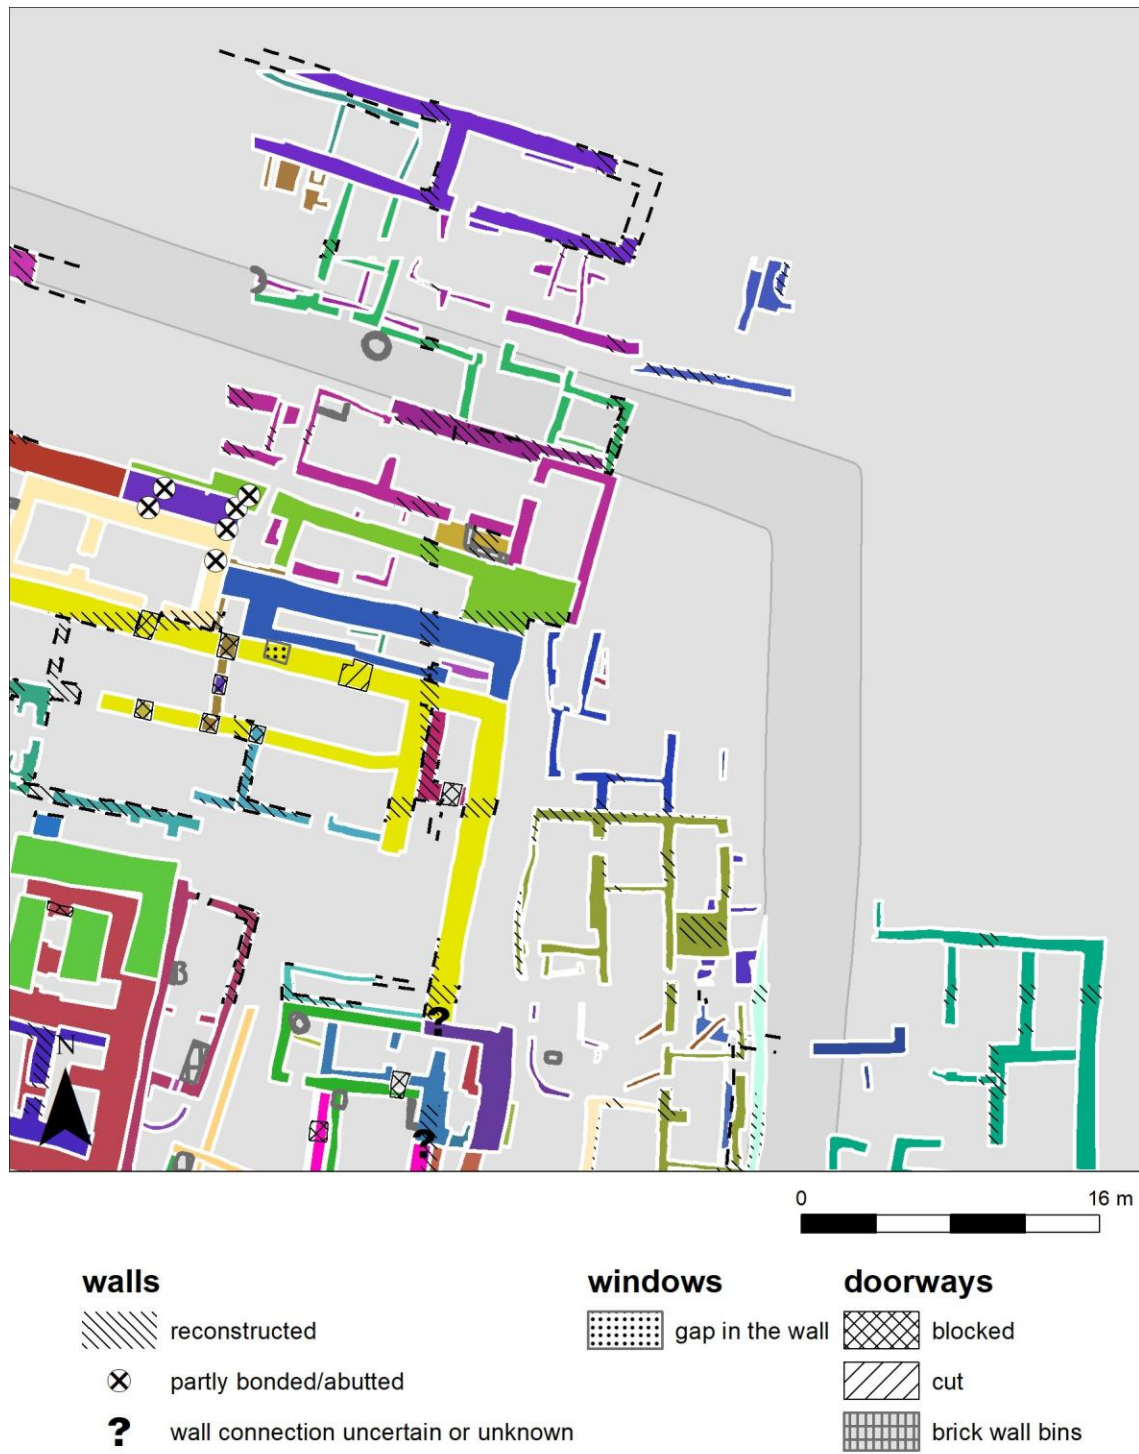 ?
N
?
0 16 m
walls windows doorways
reconstructed gap in the wall blocked
partly bonded/abutted cut
? wall connection uncertain or unknown brick wall bins